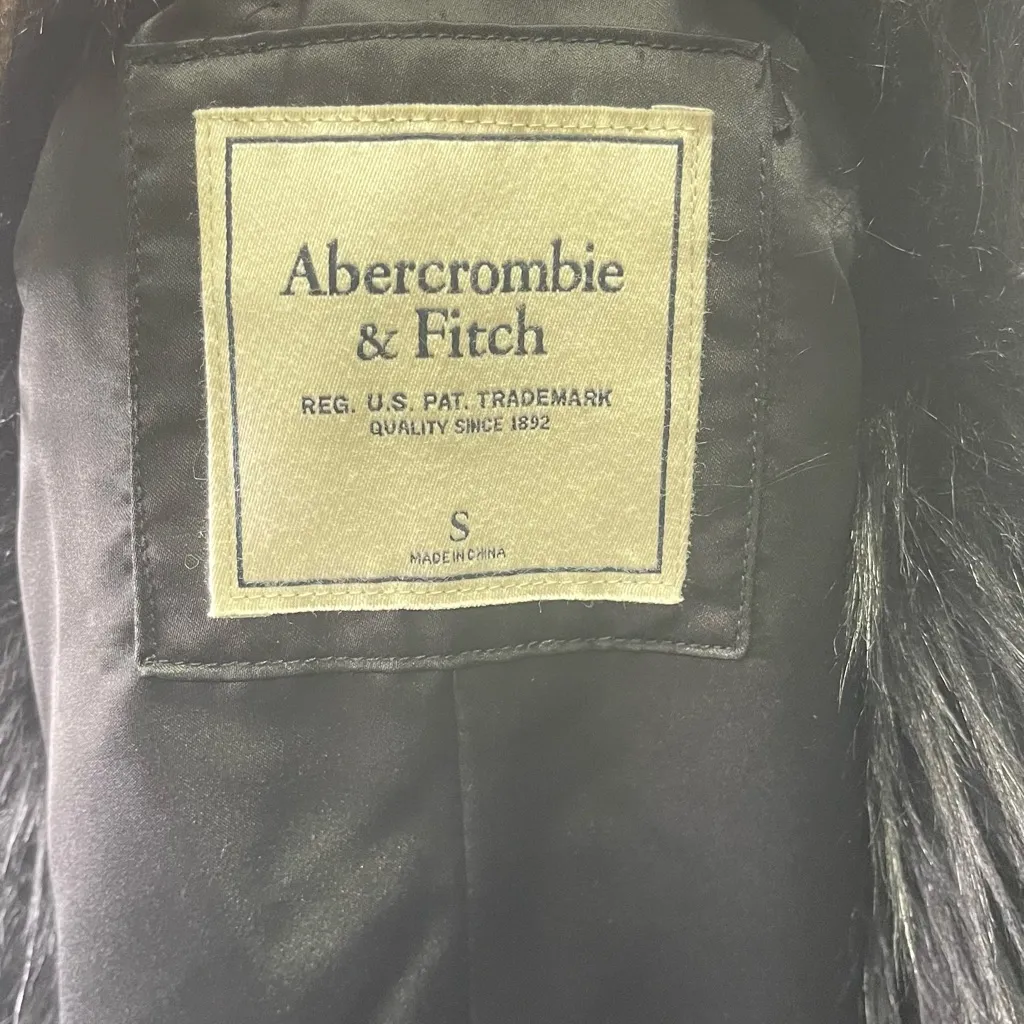 Abercrombie
& Fitch
REG. U.S. PAT. TRADEMARK
QUALITY SINCE 1892
S
MADE IN CHINA